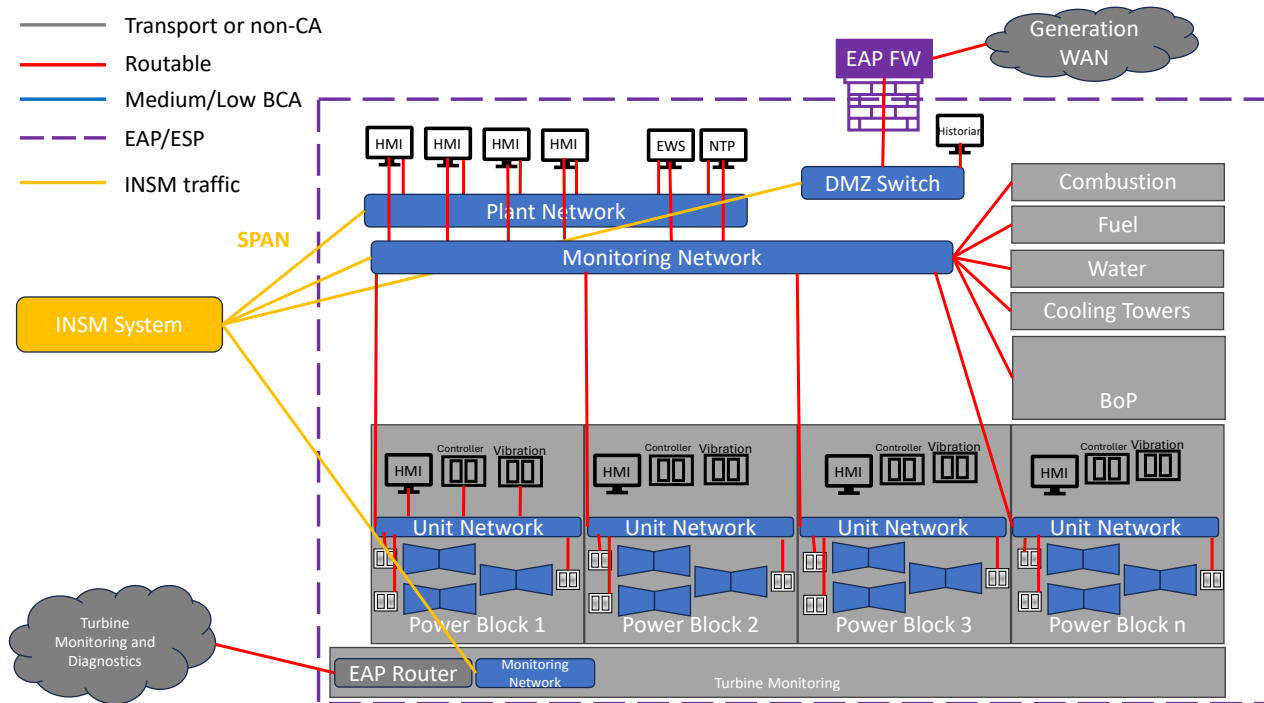 Transport or non-CA
Routable
Medium/Low BCA
EAP/ESP
INSM traffic
EAP FW
Generation
WAN
HMI
HMI
HMI
HMI
EWS
NTP
Historian
DMZ Switch
Plant Network
SPAN
Monitoring Network
Combustion
Fuel
Water
Cooling Towers
BoP
INSM System
HMI
Controller
Vibration
HMI
Controller
Vibration
HMI
Controller
Vibration
HMI
Controller
Vibration
Unit Network
Unit Network
Unit Network
Unit Network
Power Block 1
Power Block 2
Power Block 3
Power Block n
Turbine
Monitoring and
Diagnostics
EAP Router
Monitoring
Network
Turbine Monitoring